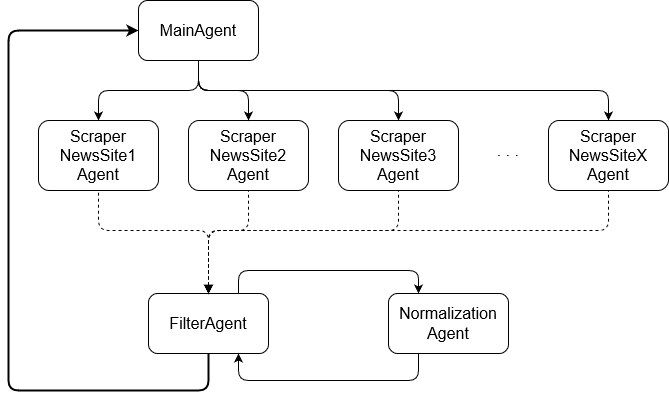 MainAgent
Scraper
NewsSite1
Agent
Scraper
NewsSite2
Agent
Scraper
NewsSite3
Agent
. . .
Scraper
NewsSiteX
Agent
FilterAgent
Normalization
Agent